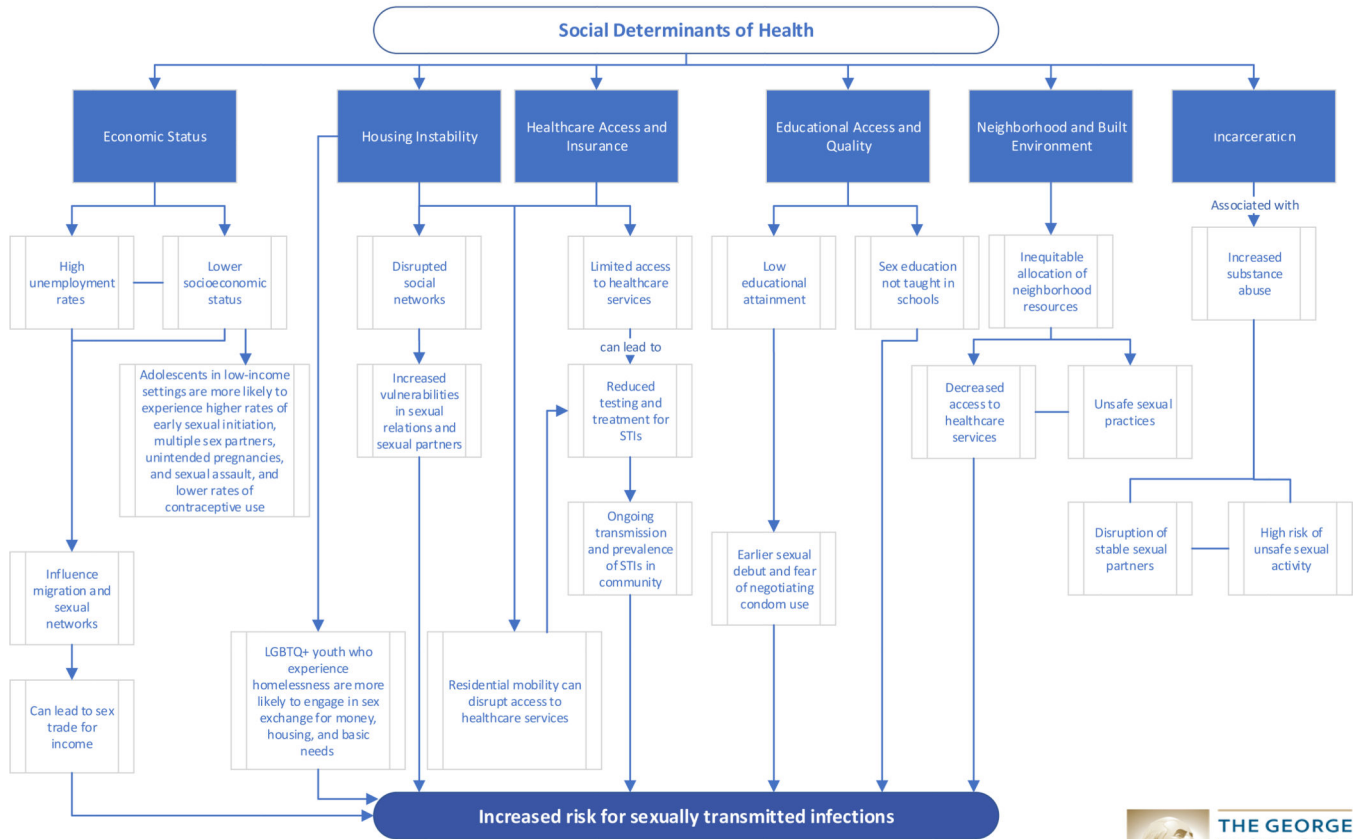 Social Determinants of Health
Economic Status
Housing Instability
Healthcare Access and
Insurance
Educational Access and
Quality
Neighborhood and Built
Environment
Incarceration
Associated with
High
unemployment
rates
Lower
socioeconomic
status
Disrupted
social
networks
Limited access
to healthcare
services
Low
educational
attainment
Sex education
not taught in
schools
Inequitable
allocation of
neighborhood
resources
Increased
substance
abuse
can lead to
Adolescents in low-income
settings are more likely to
experience higher rates of
early sexual initiation,
multiple sex partners,
unintended pregnancies,
and sexual assault, and
lower rates of
contraceptive use
Increased
vulnerabilities
in sexual
relations and
sexual partners
Reduced
testing and
treatment for
STIs
Decreased
access to
healthcare
services
Unsafe sexual
practices
Ongoing
transmission
and prevalence
of STIs in
community
Earlier sexual
debut and fear
of negotiating
condom use
Disruption of
stable sexual
partners
High risk of
unsafe sexual
activity
Influence
migration and
sexual
networks
LGBTQ+ youth who
experience
homelessness are more
likely to engage in sex
exchange for money,
housing, and basic
needs
Residential mobility can
disrupt access to
healthcare services
Can lead to sex
trade for
income
Increased risk for sexually transmitted infections
THE GEORGE